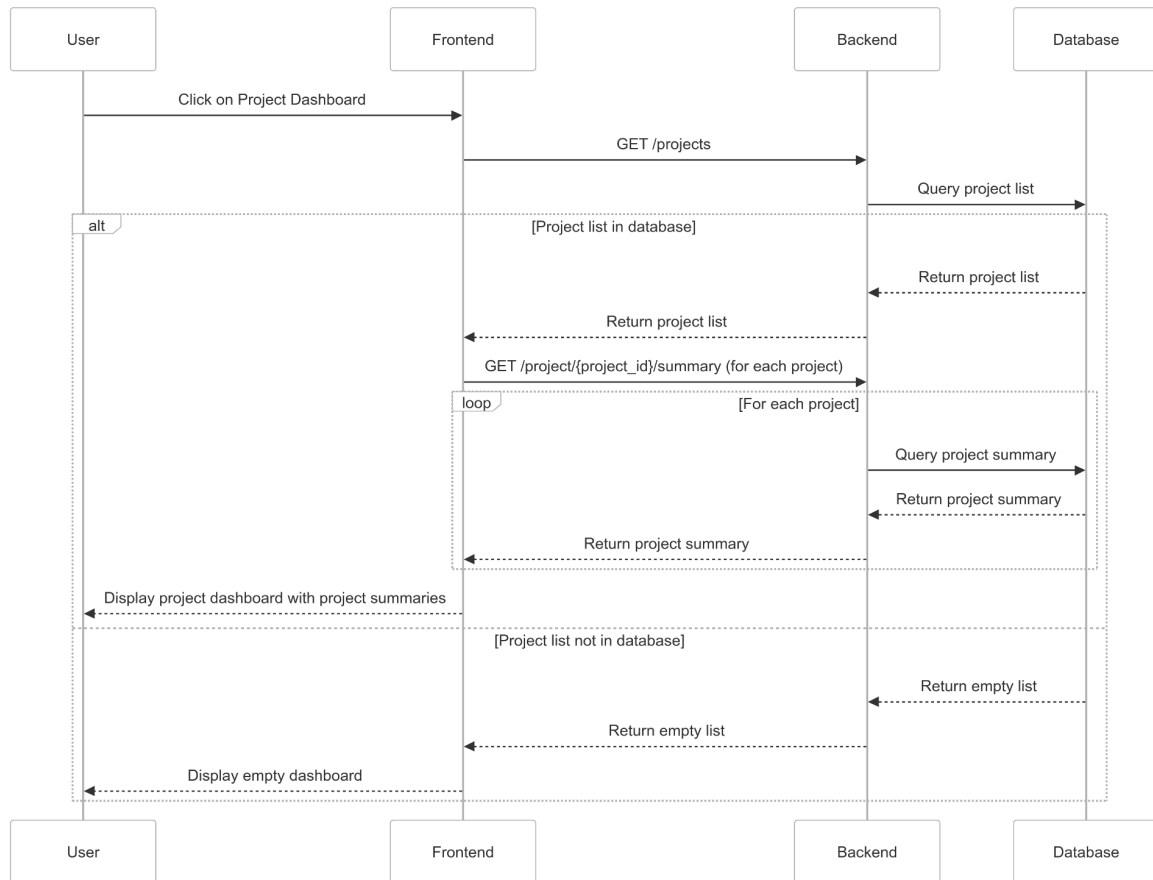 User
Frontend
Backend
Database
Click on Project Dashboard
GET /projects
Query project list
alt
[Project list in database]
Return project list
Return project list
GET /project/{project_id}/summary (for each project)
loop
[For each project]
Query project summary
Return project summary
Return project summary
Display project dashboard with project summaries
[Project list not in database]
Return empty list
Return empty list
Display empty dashboard
User
Frontend
Backend
Database